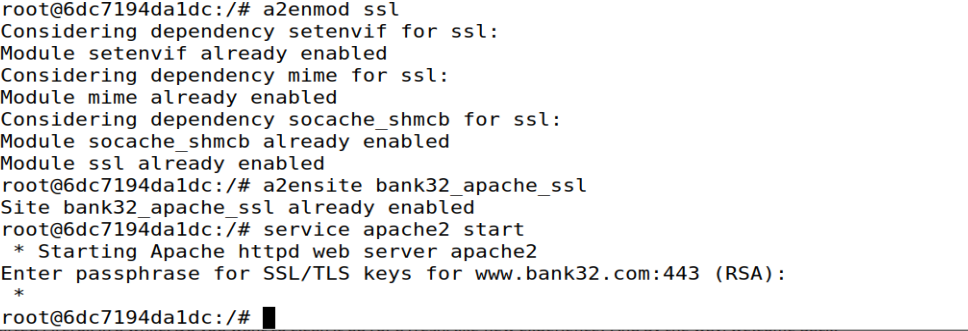 root@6dc7194da1dc:/# a2enmod ssl
Considering dependency setenvif for ssl:
Module setenvif already enabled
Considering dependency mime for ssl:
Module mime already enabled
Considering dependency socache_shmcb for ssl:
Module socache_shmcb already enabled
Module ssl already enabled
root@6dc7194da1dc:/# a2ensite bank32_apache_ssl
Site bank32_apache_ssl already enabled
root@6dc7194da1dc:/# service apache2 start
 * Starting Apache httpd web server apache2
Enter passphrase for SSL/TLS keys for www.bank32.com:443 (RSA):
 *
root@6dc7194da1dc:/#